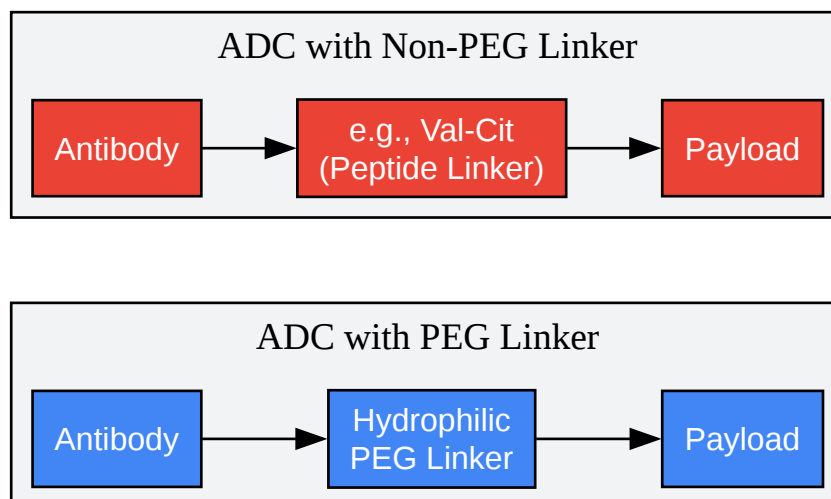 ADC with Non-PEG Linker
Antibody
e.g., Val-Cit
(Peptide Linker)
Payload
ADC with PEG Linker
Antibody
Hydrophilic
PEG Linker
Payload